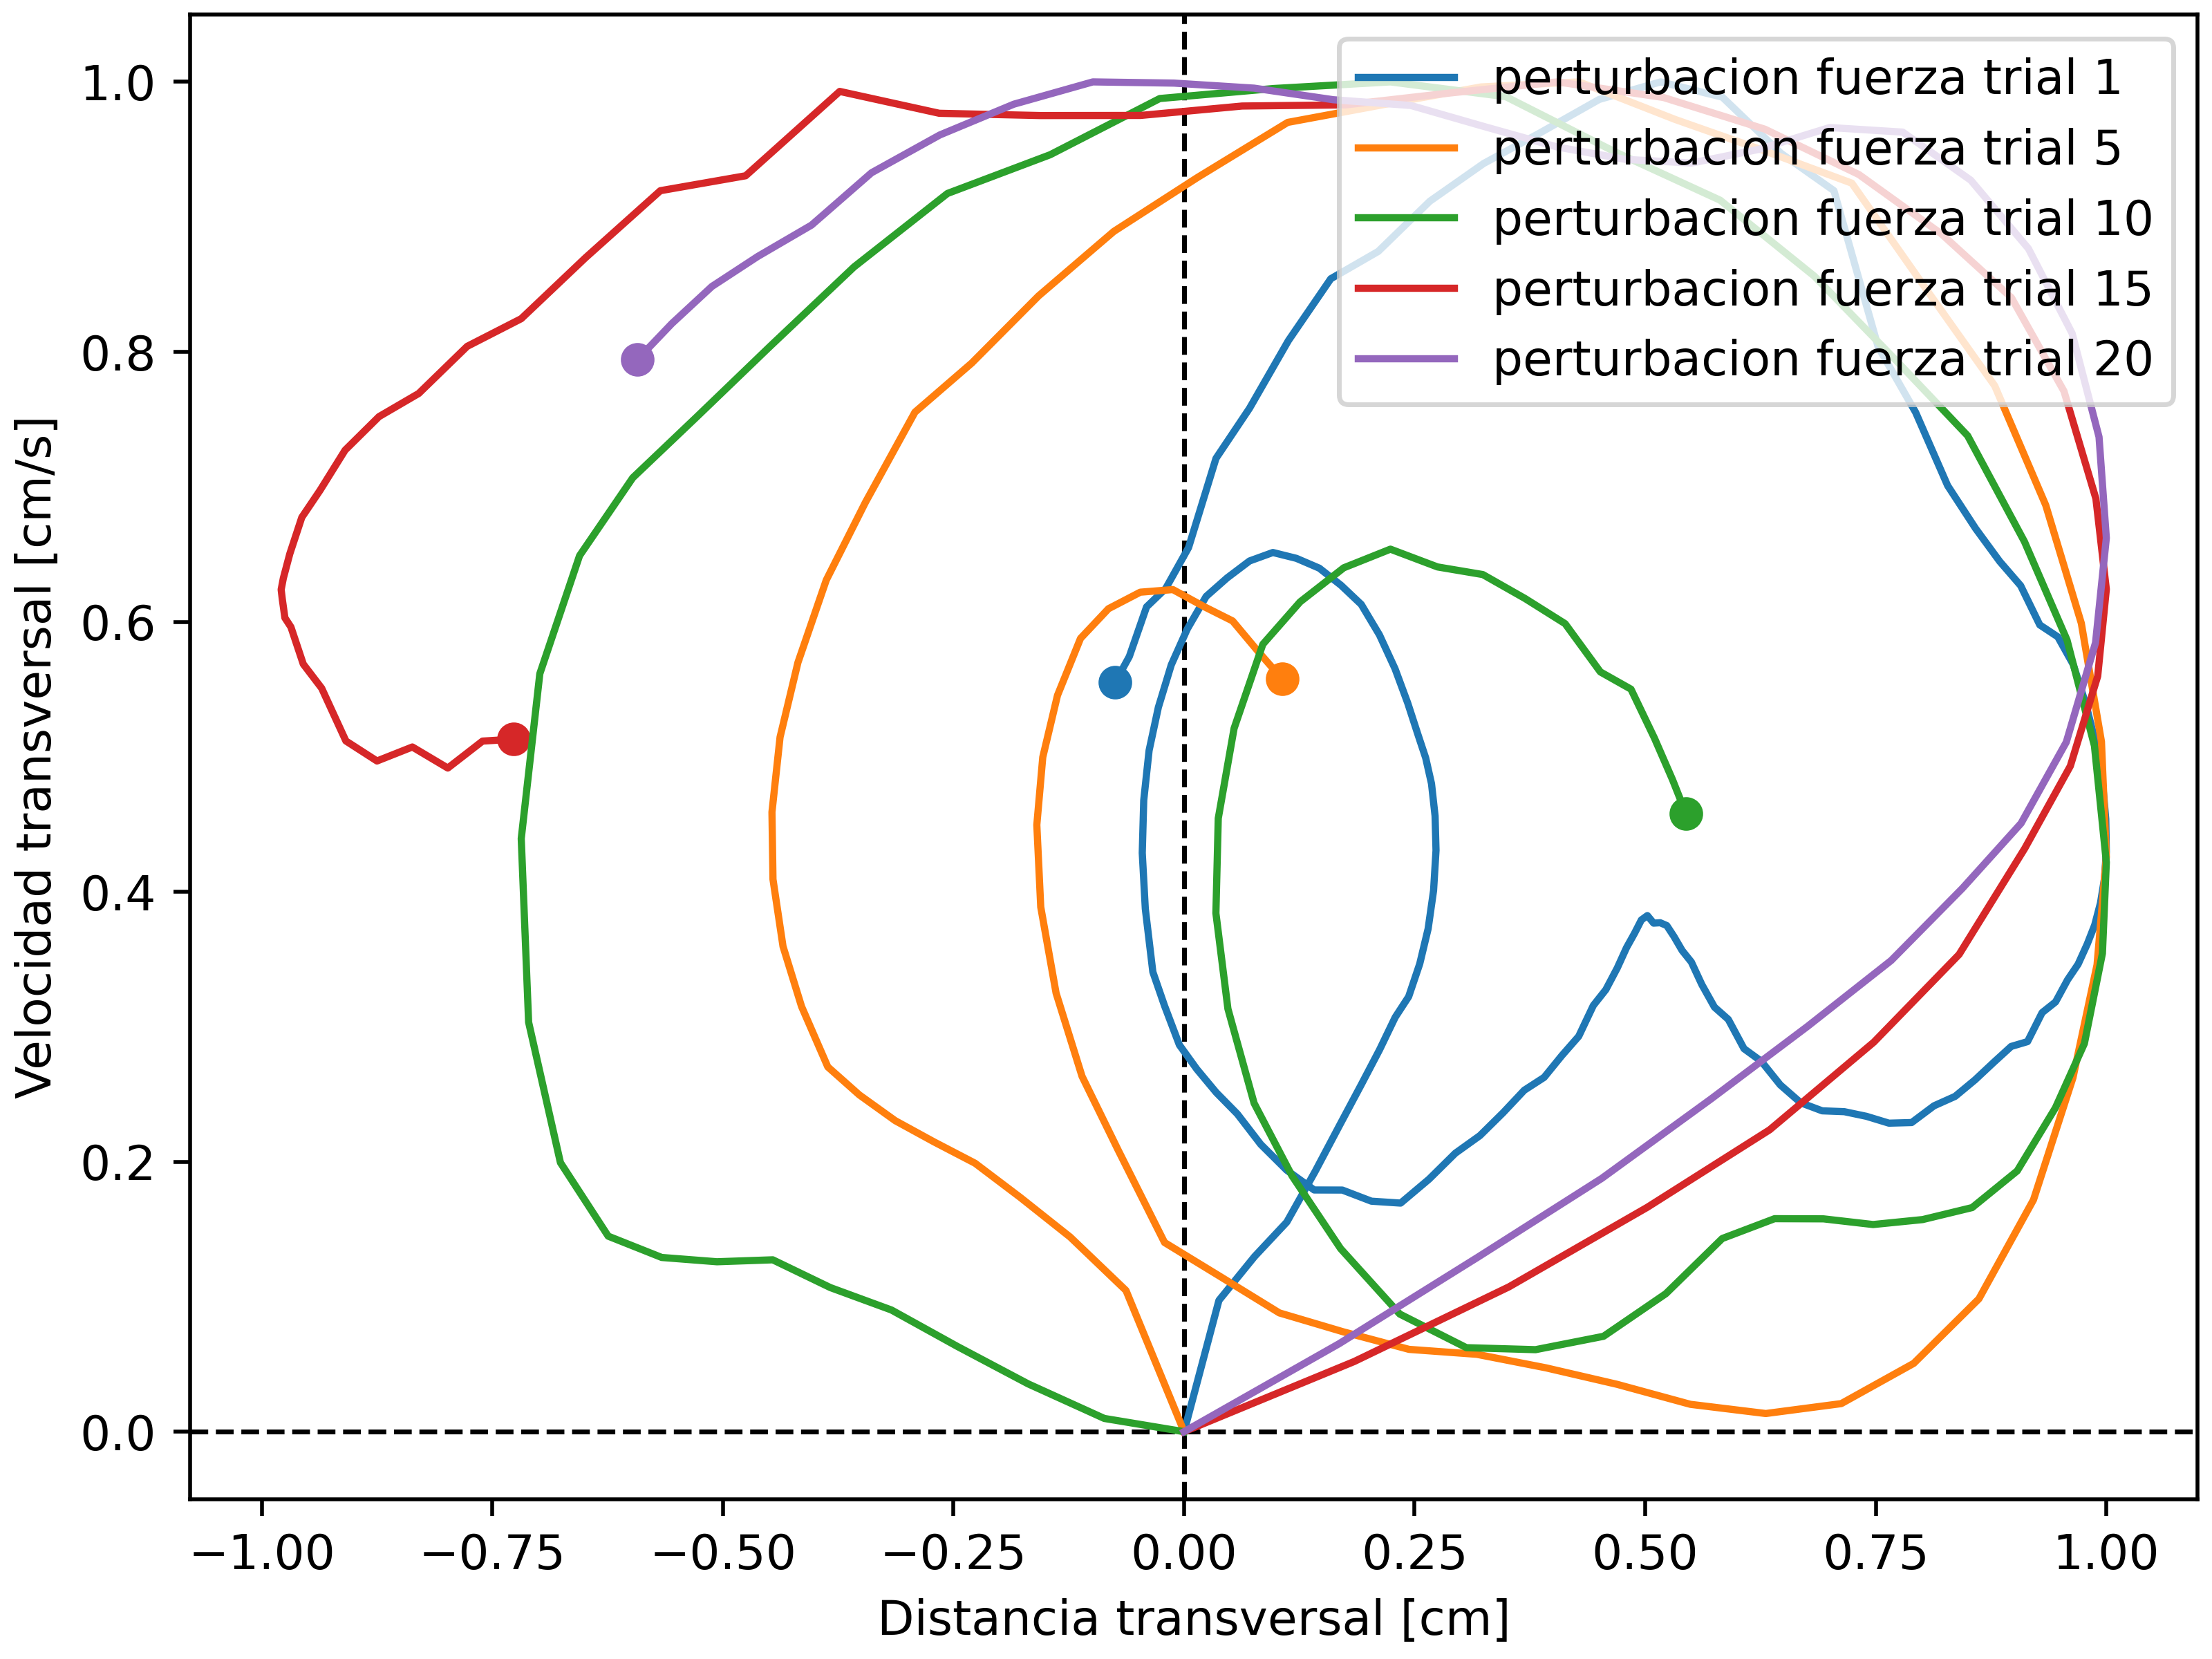 perturbacion fuerza trial 1
perturbacion fuerza trial 5
perturbacion fuerza trial 10
perturbacion fuerza trial 15
perturbacion fuerza trial 20
Velocidad transversal [cm/s]
1.0
0.8
0.6
0.4
0.2
0.0
−1.00 −0.75 −0.50 −0.25 0.00 0.25 0.50 0.75 1.00
Distancia transversal [cm]